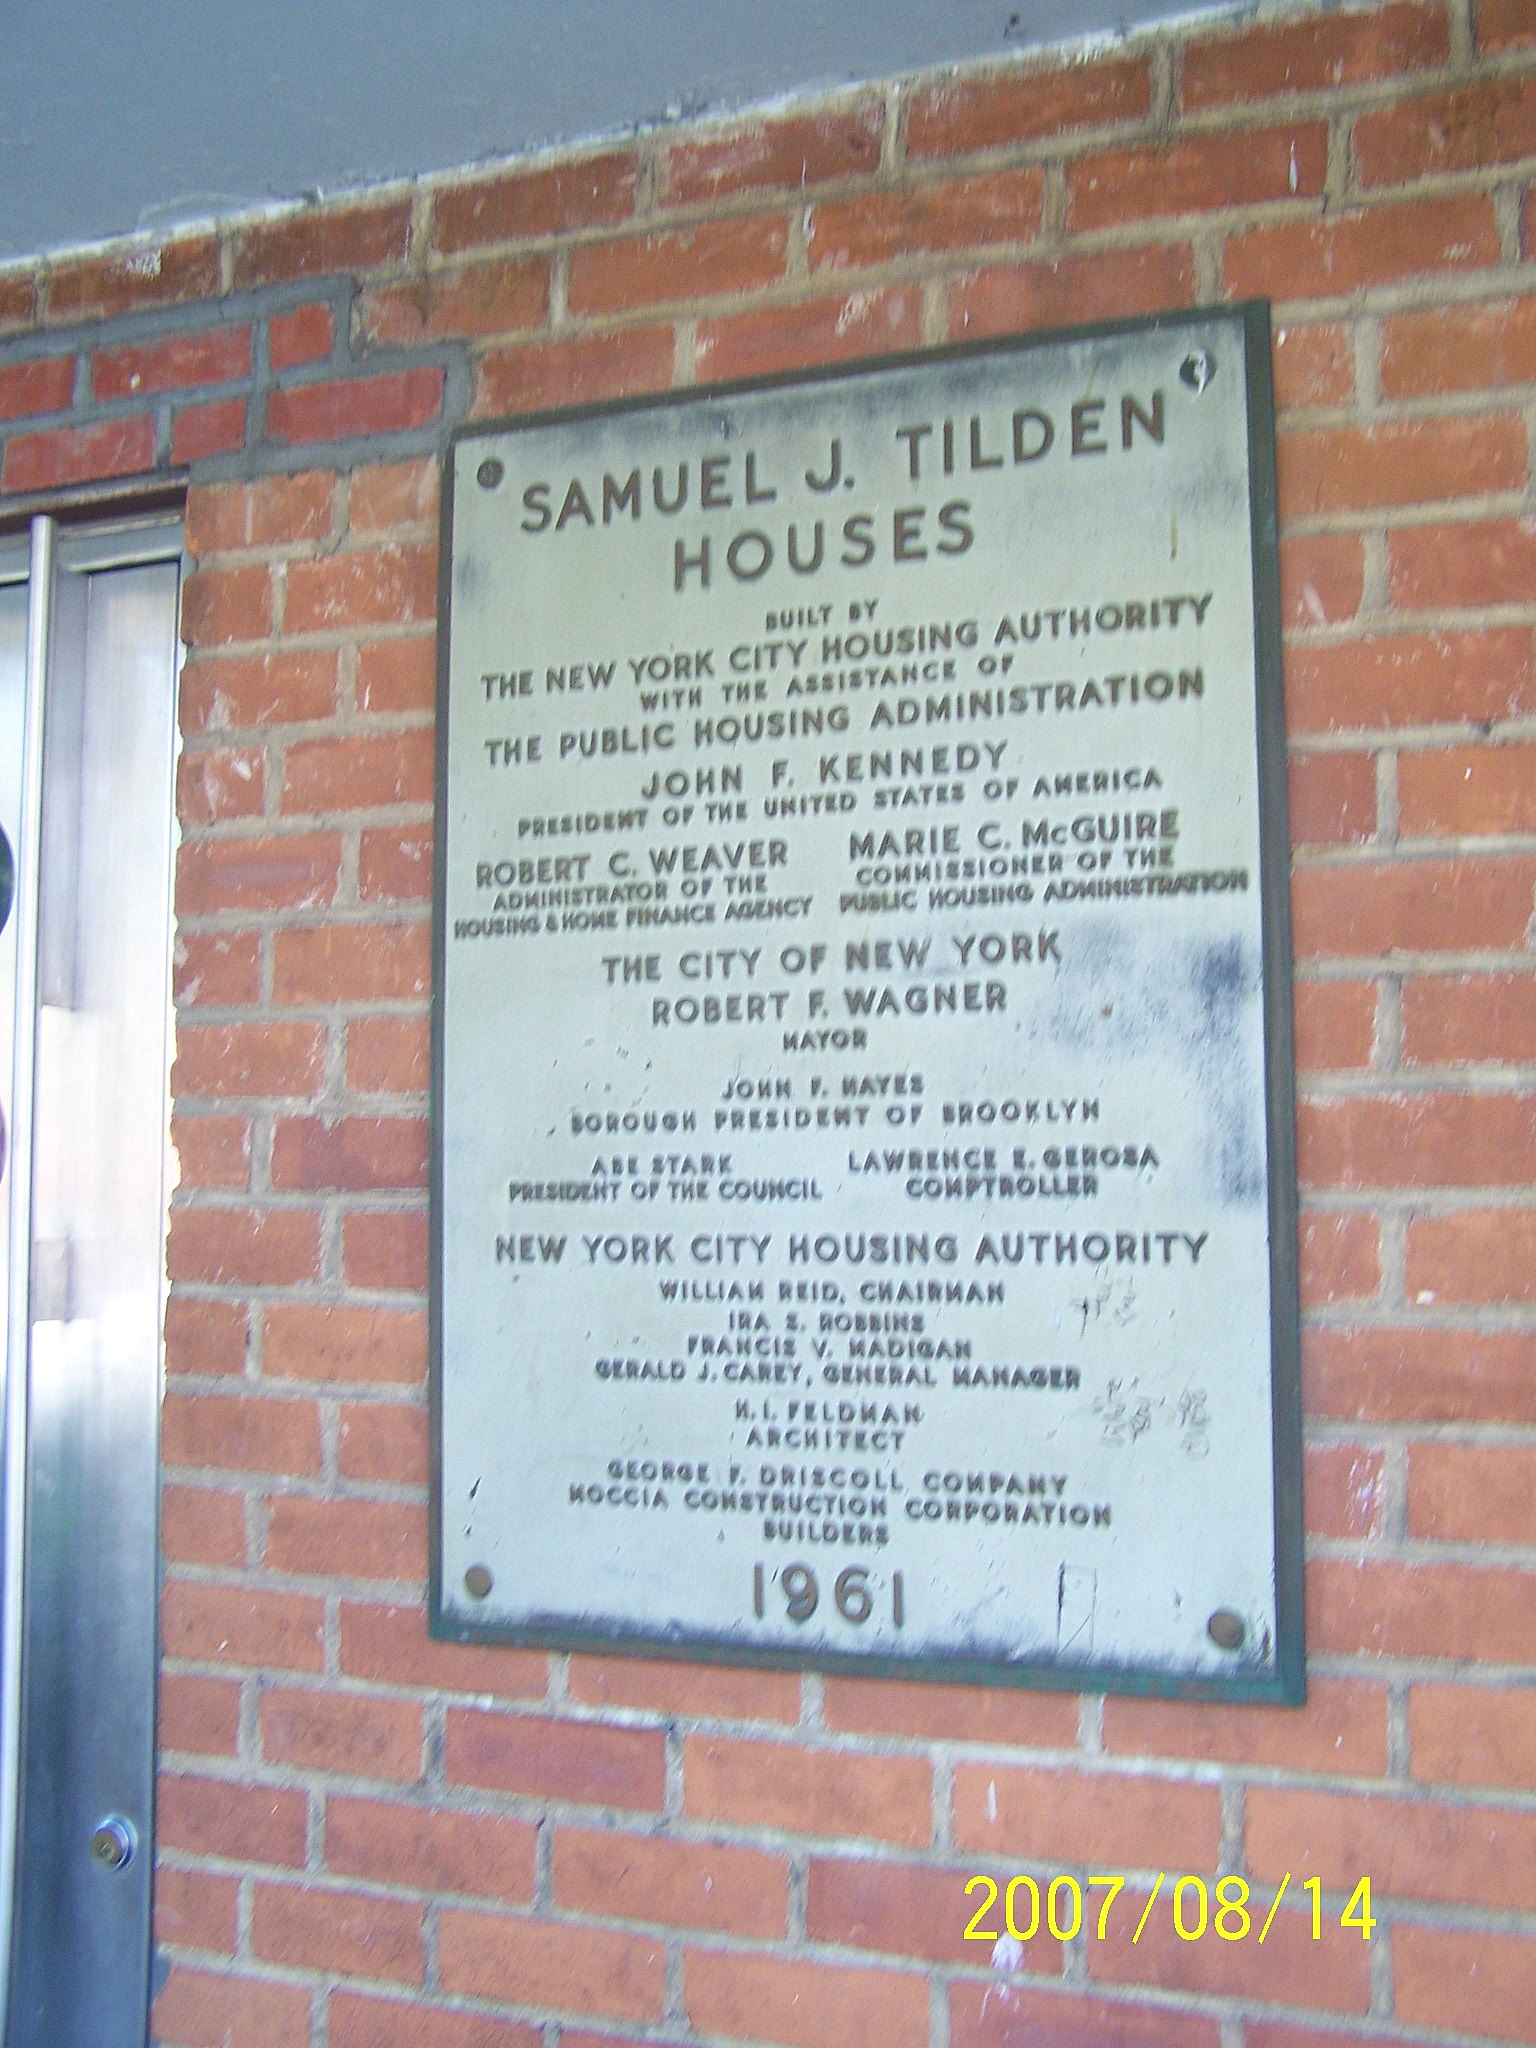 SAMUEL J. TILDEN
HOUSES
BUILT BY
THE NEW YORK CITY HOUSING AUTHORITY
WITH THE ASSISTANCE OF
THE PUBLIC HOUSING ADMINISTRATION
JOHN F. KENNEDY
PRESIDENT OF THE UNITED STATES OF AMERICA
ROBERT C. WEAVER
ADMINISTRATOR OF THE
HOUSING & HOME FINANCE AGENCY
MARIE C. McGUIRE
COMMISSIONER OF THE
PUBLIC HOUSING ADMINISTRATION
THE CITY OF NEW YORK
ROBERT F. WAGNER
MAYOR
JOHN F. HAYES
BOROUGH PRESIDENT OF BROOKLYN
ABE STARK
PRESIDENT OF THE COUNCIL
LAWRENCE E. GEROSA
COMPTROLLER
NEW YORK CITY HOUSING AUTHORITY
WILLIAM REID, CHAIRMAN
IRA S. ROBBINS
FRANCIS V. MADIGAN
GERALD J. CAREY, GENERAL MANAGER
H. I. FELDMAN
ARCHITECT
GEORGE F. DRISCOLL COMPANY
MOCCIA CONSTRUCTION CORPORATION
BUILDERS
1961
2007/08/14